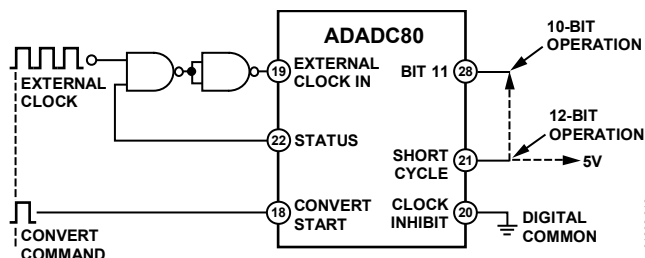 ADADC80
10-BIT
OPERATION
EXTERNAL
CLOCK
19
EXTERNAL
CLOCK IN
BIT 11
28
12-BIT
OPERATION
22
STATUS
SHORT
CYCLE
21
5V
18
CONVERT
START
CLOCK
INHIBIT
20
DIGITAL
COMMON
CONVERT
COMMAND